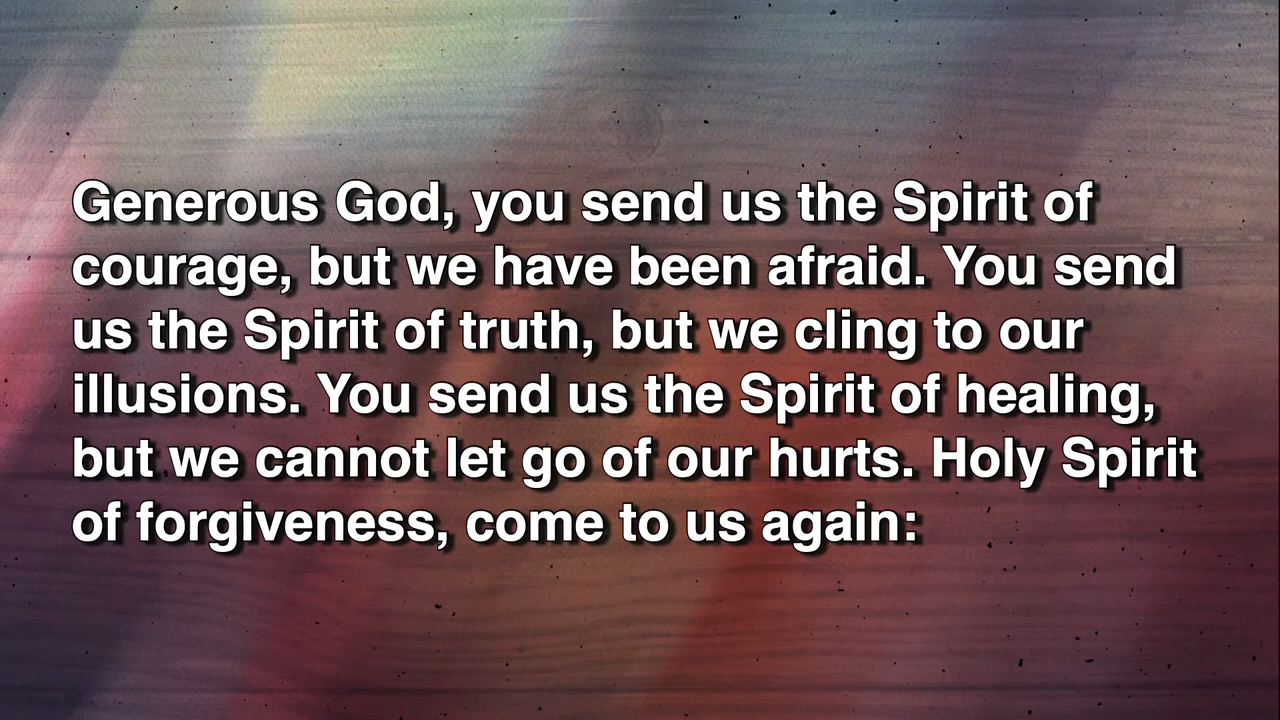 Generous God, you send us the Spirit of
courage, but we have been afraid. You send
us the Spirit of truth, but we cling to our
illusions. You send us the Spirit of healing,
but we cannot let go of our hurts. Holy Spirit
of forgiveness, come to us again: